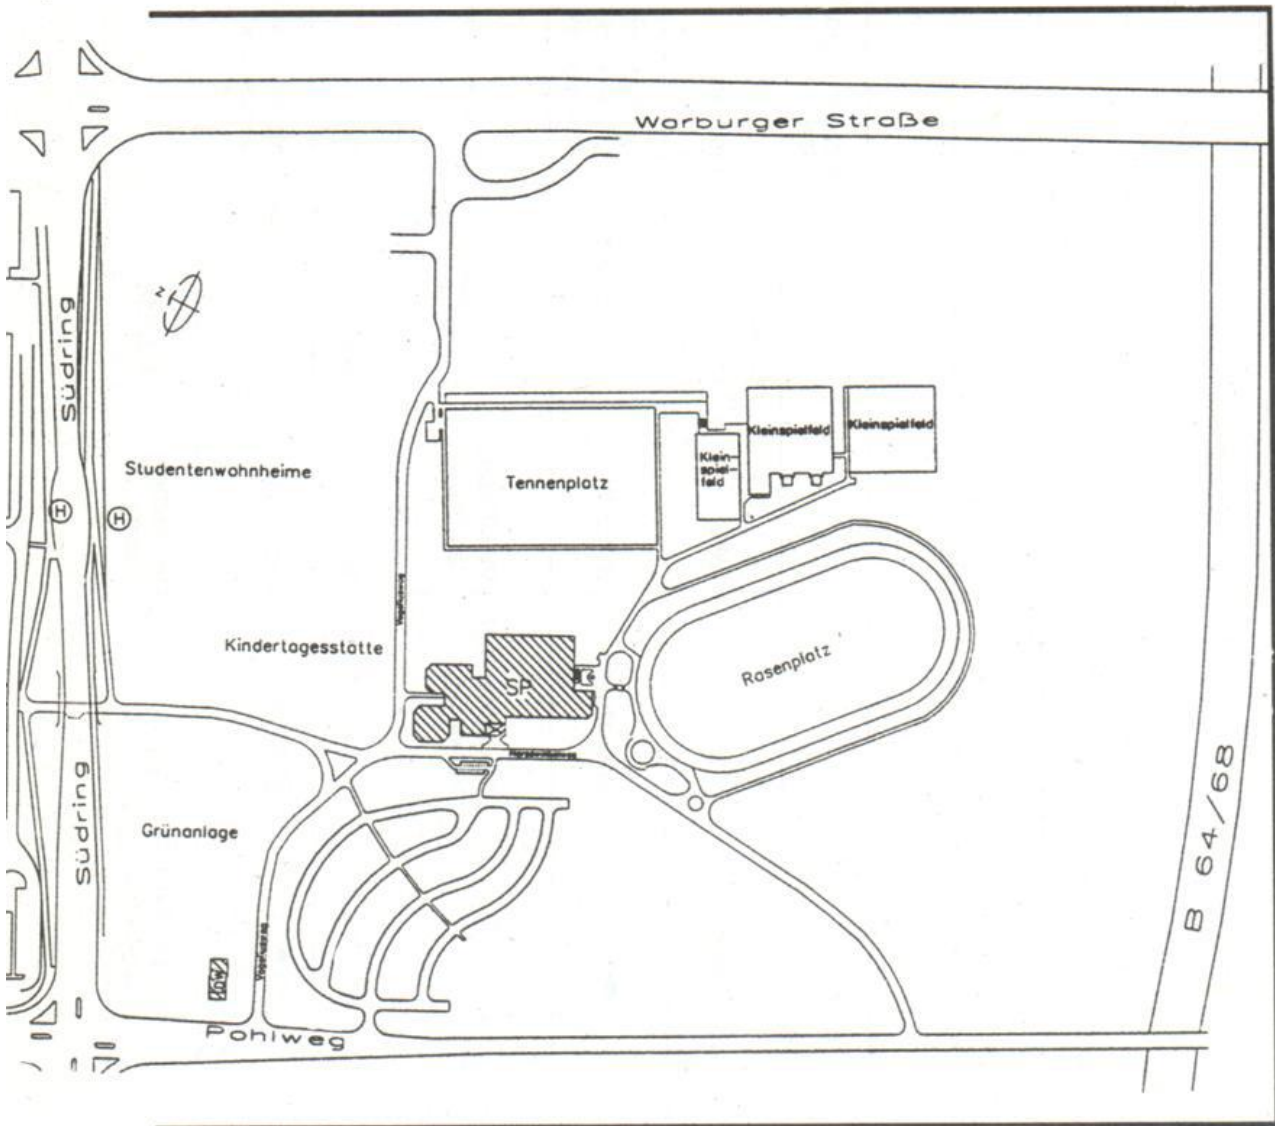 Warburger Straße
N
Südring
Studentenwohnheime
H
H
Tennenplatz
Klein-
spiel-
feld
Kleinspielfeld
Kleinspielfeld
Kindertagesstätte
SP
Rasenplatz
Südring
Grünanlage
Pohlweg
B 64/68